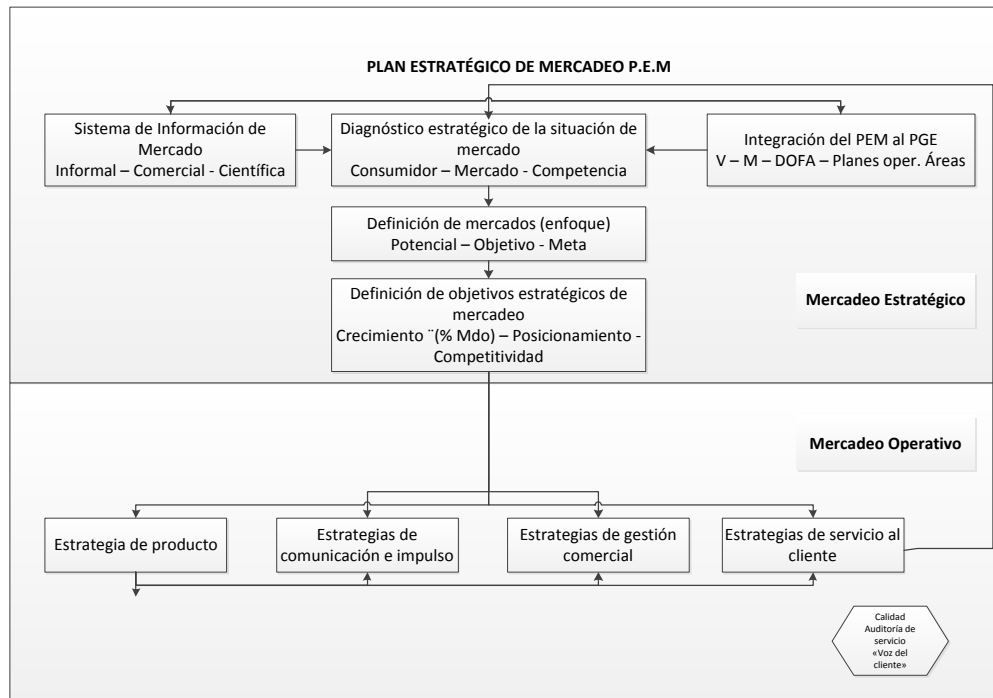 PLAN ESTRATÉGICO DE MERCADEO P.E.M
Sistema de Información de
Mercado
Informal – Comercial - Científica
Diagnóstico estratégico de la situación de
mercado
Consumidor – Mercado - Competencia
Integración del PEM al PGE
V – M – DOFA – Planes oper. Áreas
Definición de mercados (enfoque)
Potencial – Objetivo - Meta
Definición de objetivos estratégicos de
mercadeo
Crecimiento ¨(% Mdo) – Posicionamiento -
Competitividad
Mercadeo Estratégico
Mercadeo Operativo
Estrategia de producto
Estrategias de
comunicación e impulso
Estrategias de gestión
comercial
Estrategias de servicio al
cliente
Calidad
Auditoría de
servicio
«Voz del
cliente»